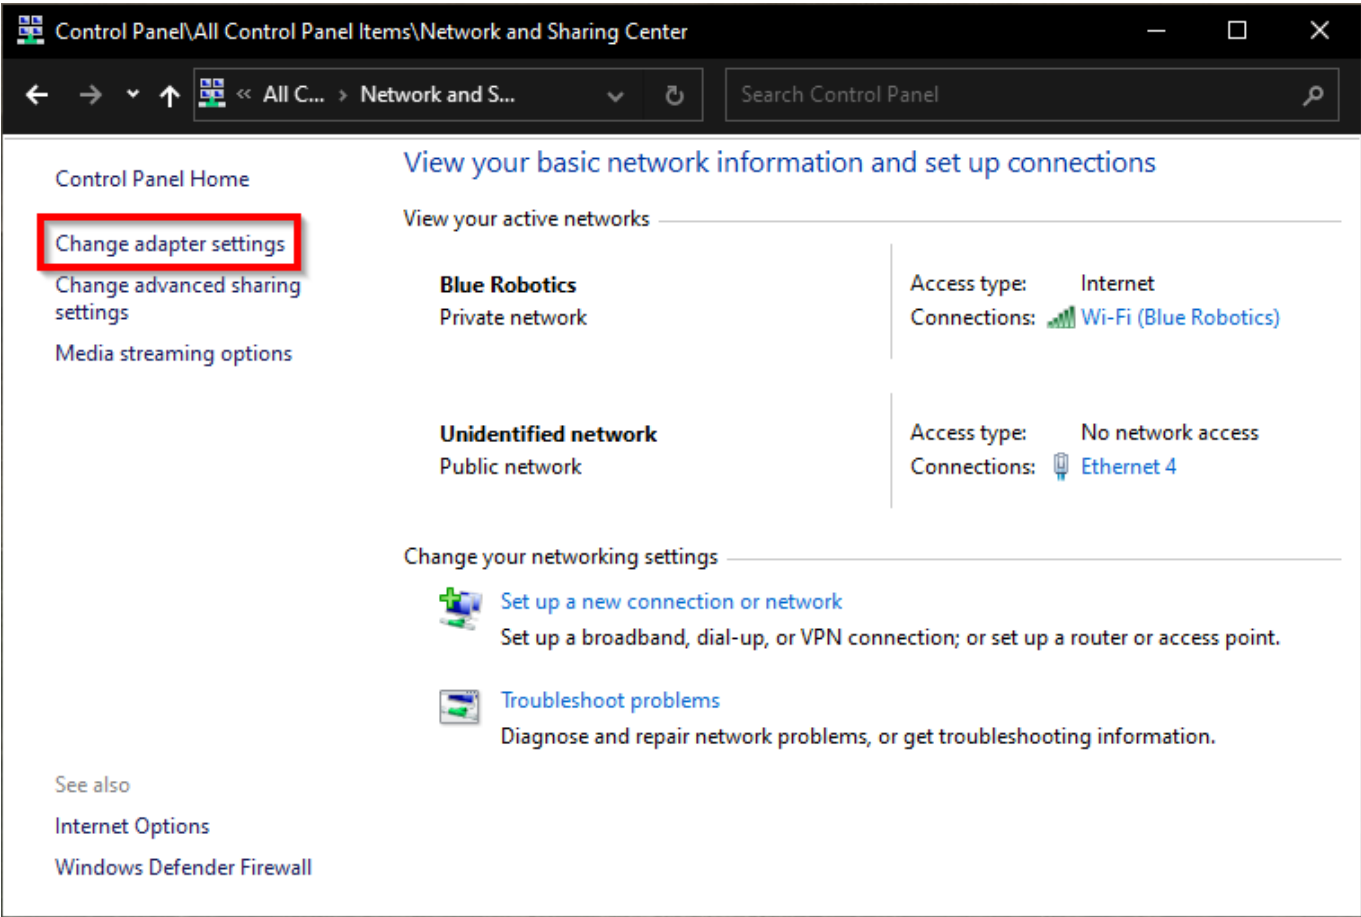 Control Panel\All Control Panel Items\Network and Sharing Center
« All C... › Network and S...
Search Control Panel
Control Panel Home
Change adapter settings
Change advanced sharing
settings
Media streaming options
View your basic network information and set up connections
View your active networks
Blue Robotics
Private network
Access type: Internet
Connections: Wi-Fi (Blue Robotics)
Unidentified network
Public network
Access type: No network access
Connections: Ethernet 4
Change your networking settings
Set up a new connection or network
Set up a broadband, dial-up, or VPN connection; or set up a router or access point.
Troubleshoot problems
Diagnose and repair network problems, or get troubleshooting information.
See also
Internet Options
Windows Defender Firewall